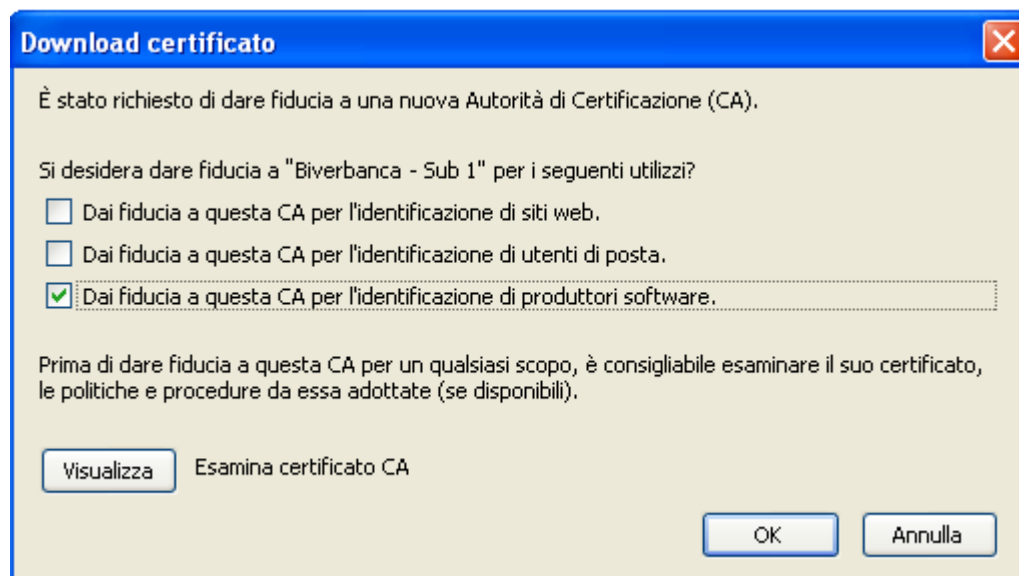 Download certificato
È stato richiesto di dare fiducia a una nuova Autorità di Certificazione (CA).
Si desidera dare fiducia a "Biverbanca - Sub 1" per i seguenti utilizzi?
Dai fiducia a questa CA per l'identificazione di siti web.
Dai fiducia a questa CA per l'identificazione di utenti di posta.
Dai fiducia a questa CA per l'identificazione di produttori software.
Prima di dare fiducia a questa CA per un qualsiasi scopo, è consigliabile esaminare il suo certificato,
le politiche e procedure da essa adottate (se disponibili).
Visualizza Esamina certificato CA
OK Annulla